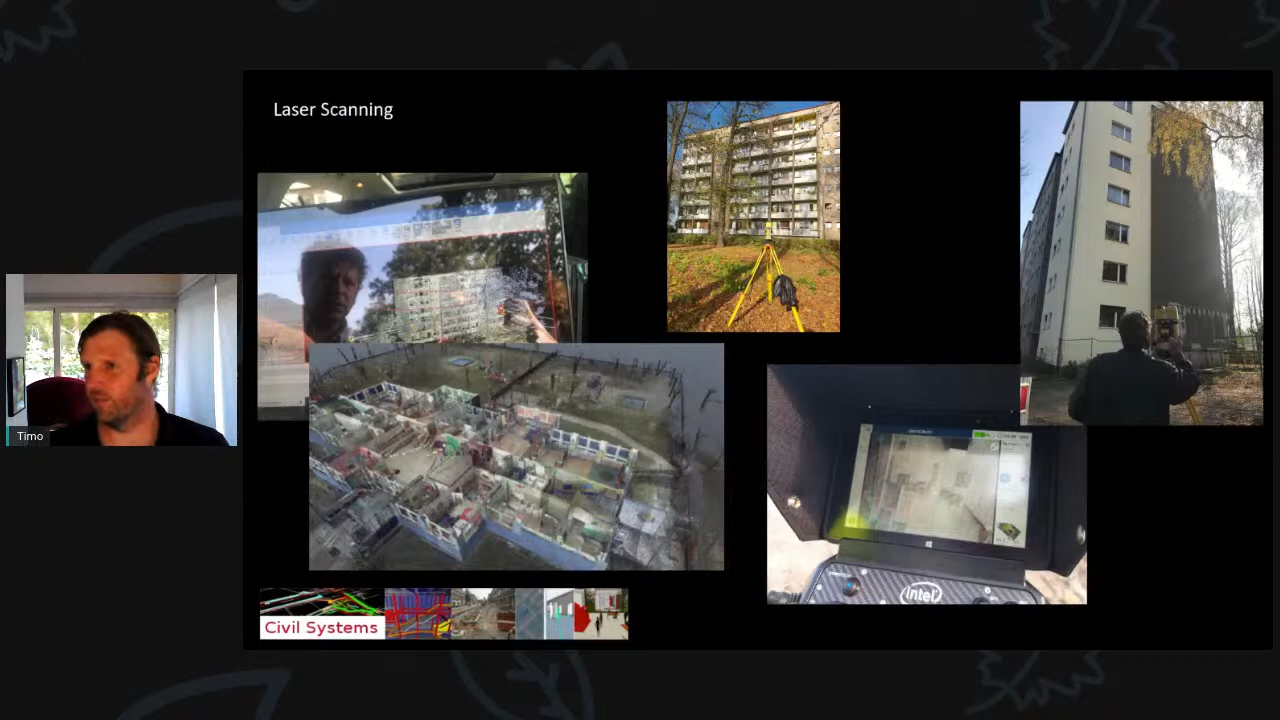 Laser Scanning
Timo
intel
Civil Systems